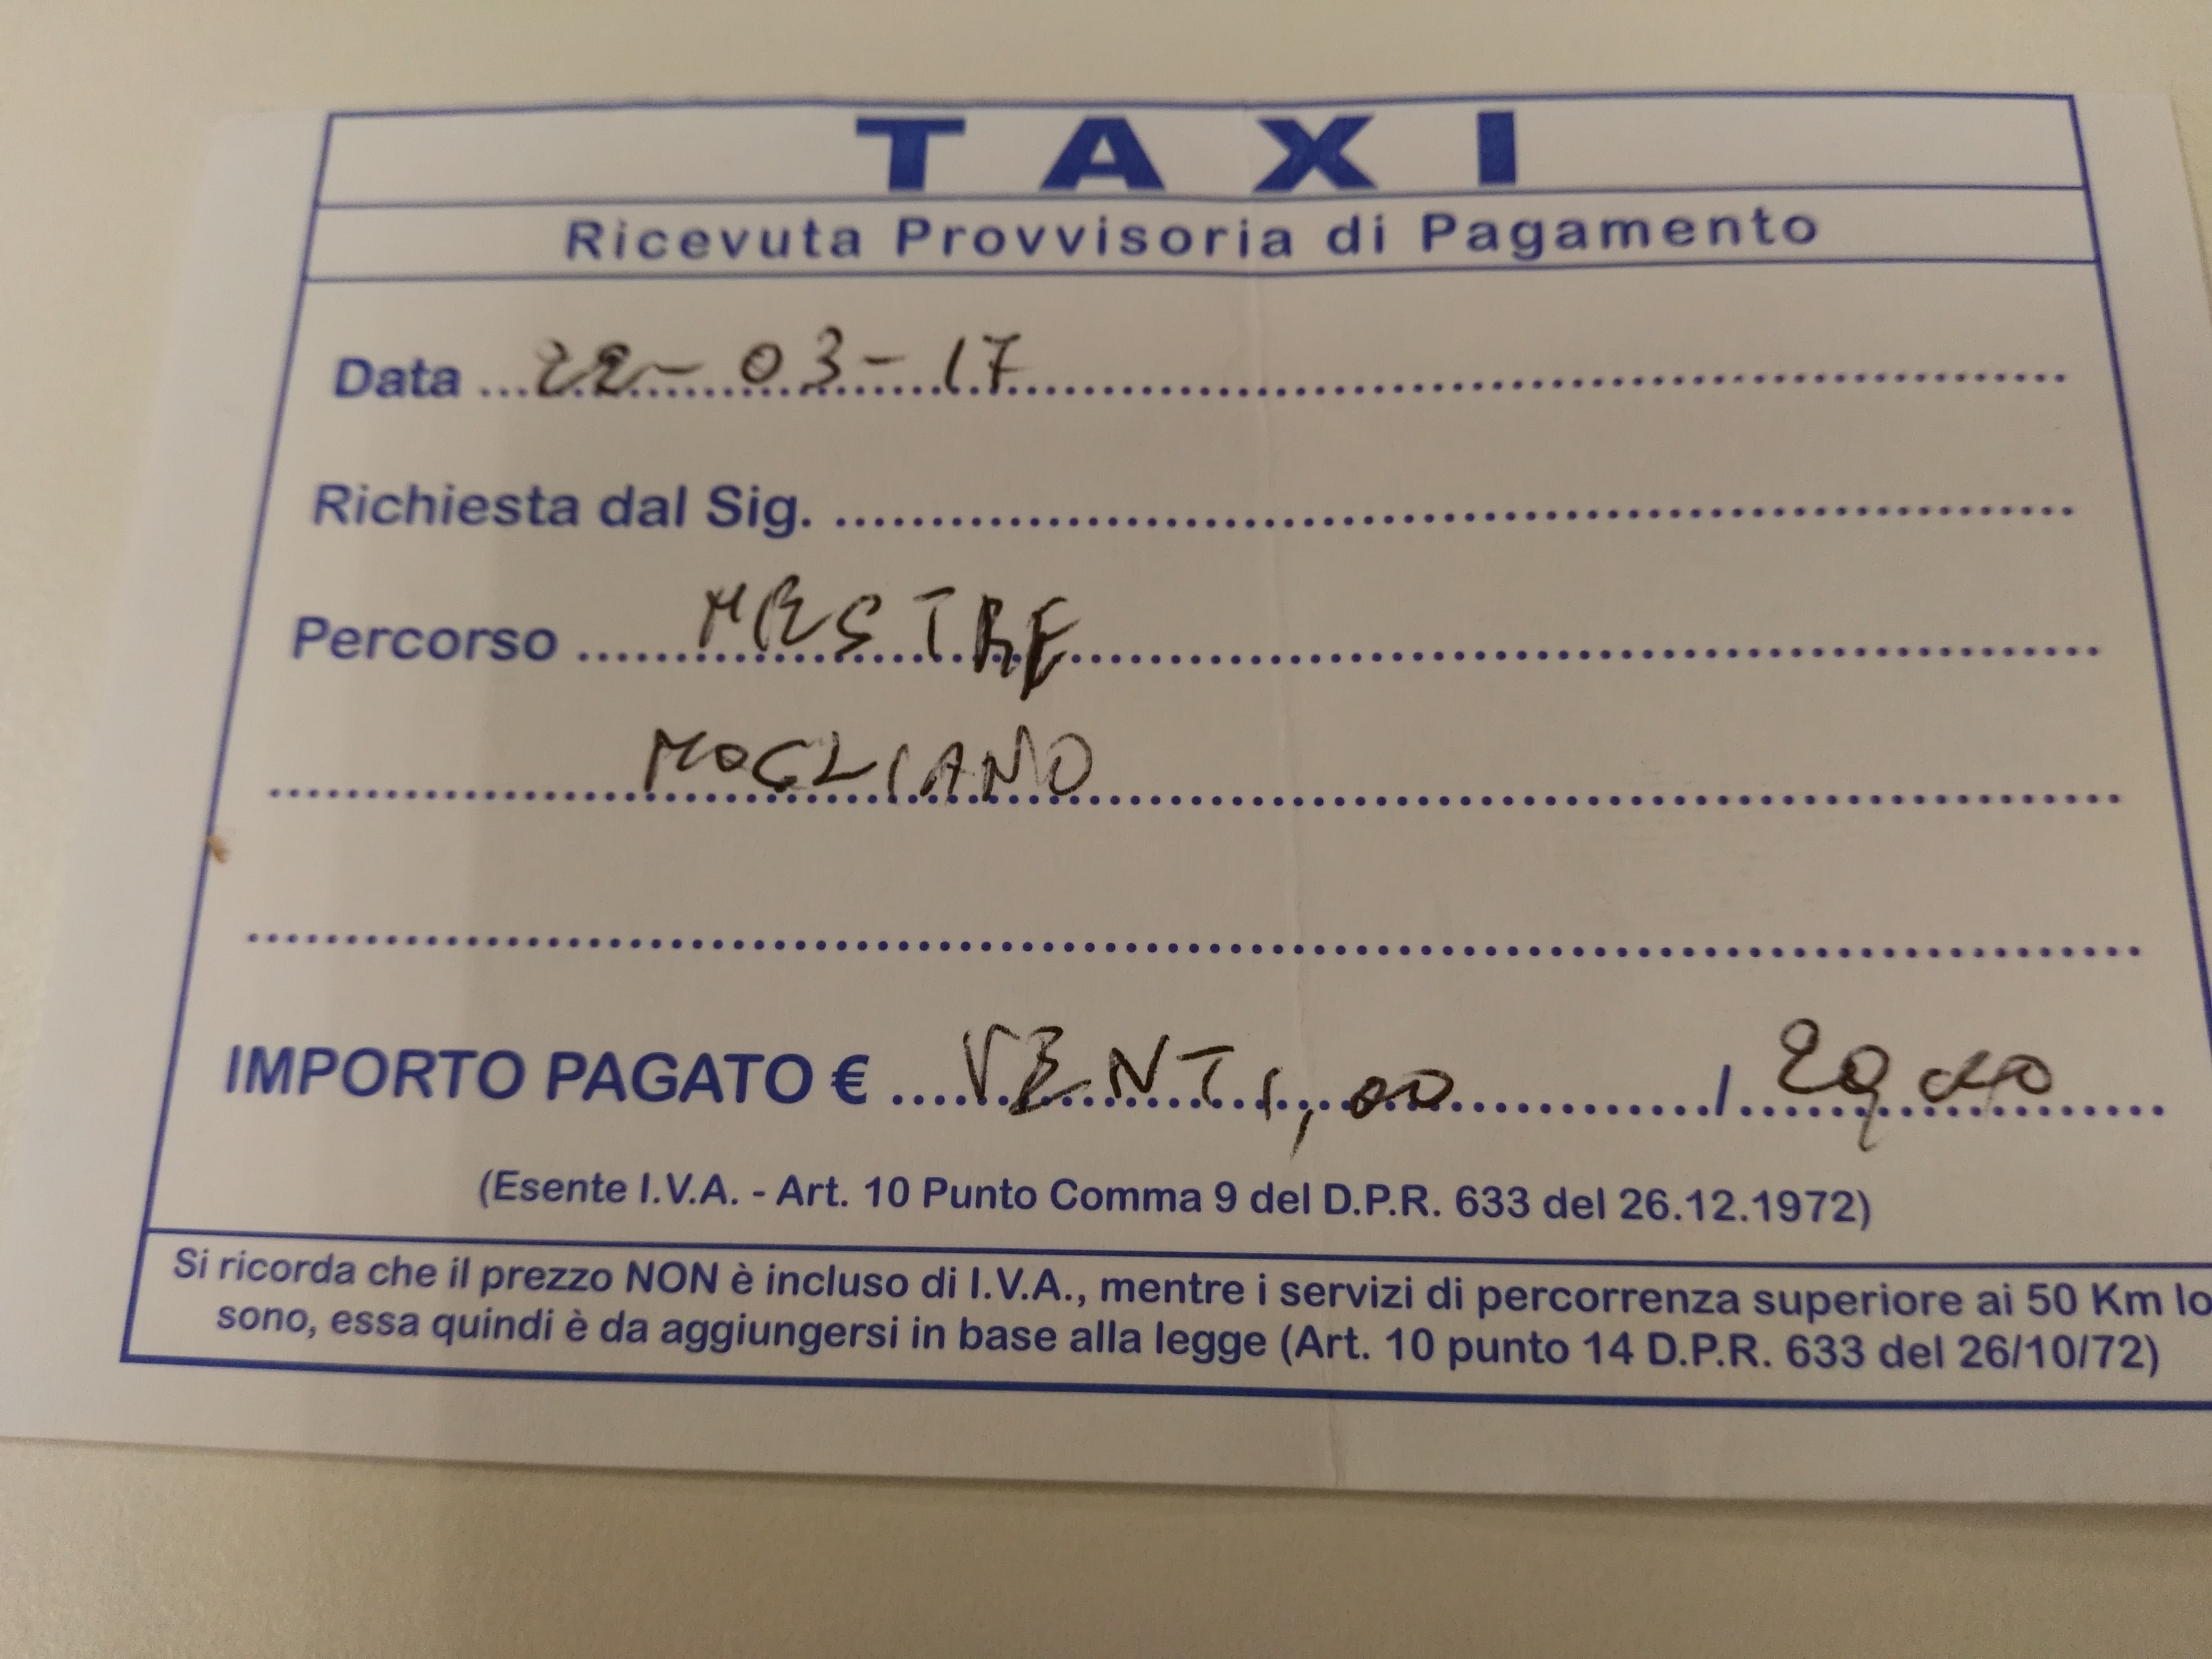 TAXI
Ricevuta Provvisoria di Pagamento
Data 22-03-17
Richiesta dal Sig.
Percorso MESTRE
MOGLIANO
IMPORTO PAGATO € VENTI,00 / 20,00
(Esente I.V.A. - Art. 10 Punto Comma 9 del D.P.R. 633 del 26.12.1972)
Si ricorda che il prezzo NON è incluso di I.V.A., mentre i servizi di percorrenza superiore ai 50 Km lo
sono, essa quindi è da aggiungersi in base alla legge (Art. 10 punto 14 D.P.R. 633 del 26/10/72)